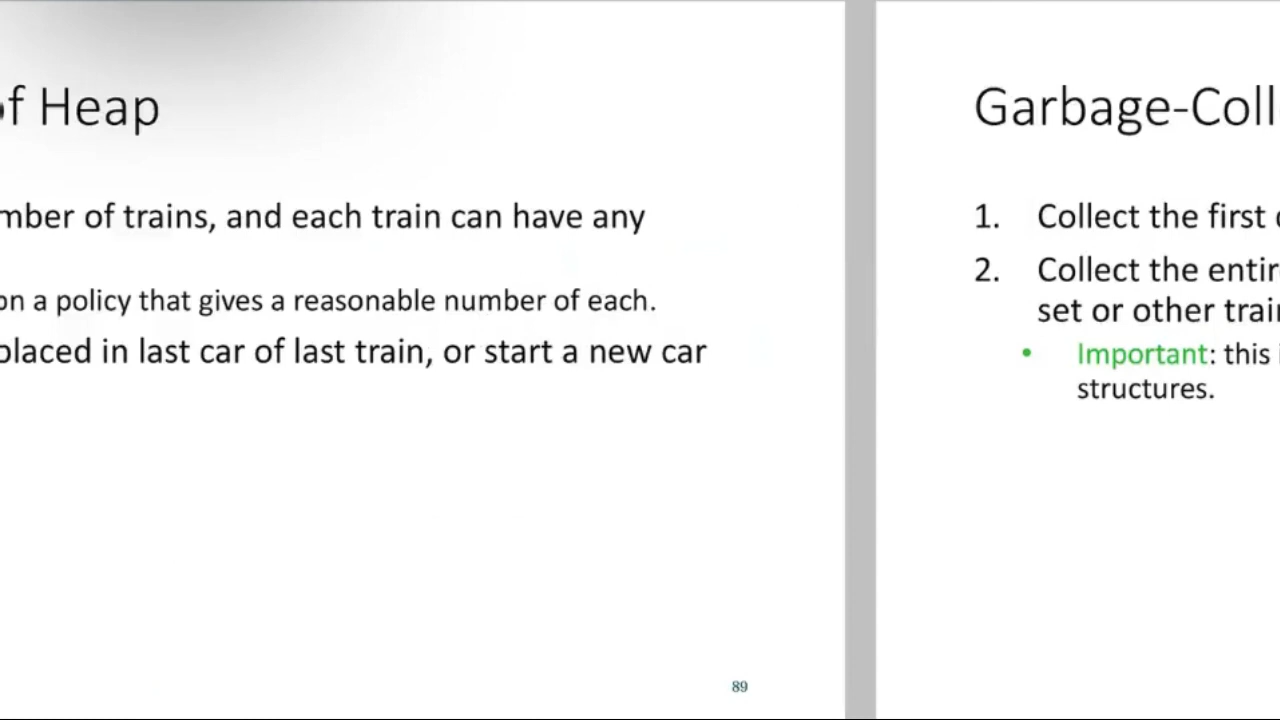 of Heap
mber of trains, and each train can have any
on a policy that gives a reasonable number of each.
placed in last car of last train, or start a new car
89
Garbage-Coll
1. Collect the first
2. Collect the entir
set or other train
• Important: this
structures.